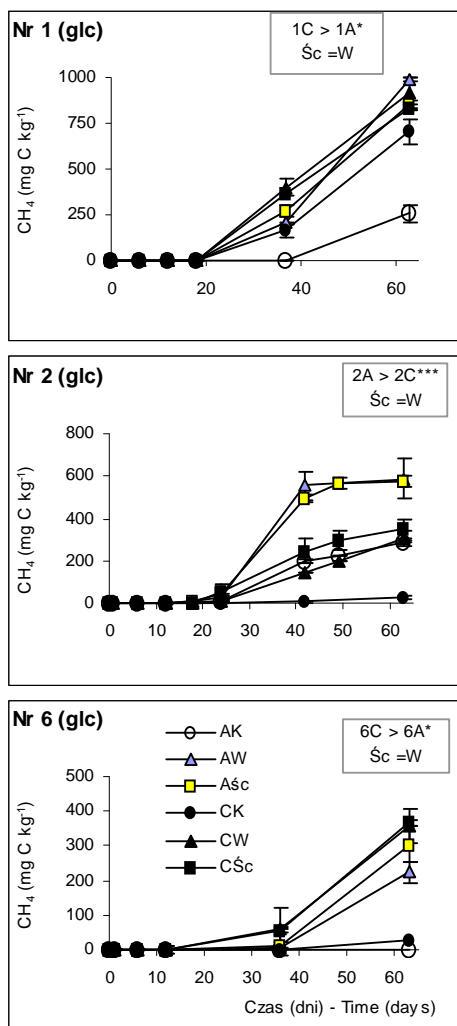 Nr 1 (glc)
1C > 1A*
Śc =W
1000
750
500
250
0
CH₄ (mg C kg⁻¹)
0 20 40 60
Nr 2 (glc)
2A > 2C***
Śc =W
800
600
400
200
0
CH₄ (mg C kg⁻¹)
0 10 20 30 40 50 60
Nr 6 (glc)
6C > 6A*
Śc =W
AK
AW
Aśc
CK
CW
CŚc
500
400
300
200
100
0
CH₄ (mg C kg⁻¹)
0 10 20 30 40 50 60
Czas (dni) - Time (days)